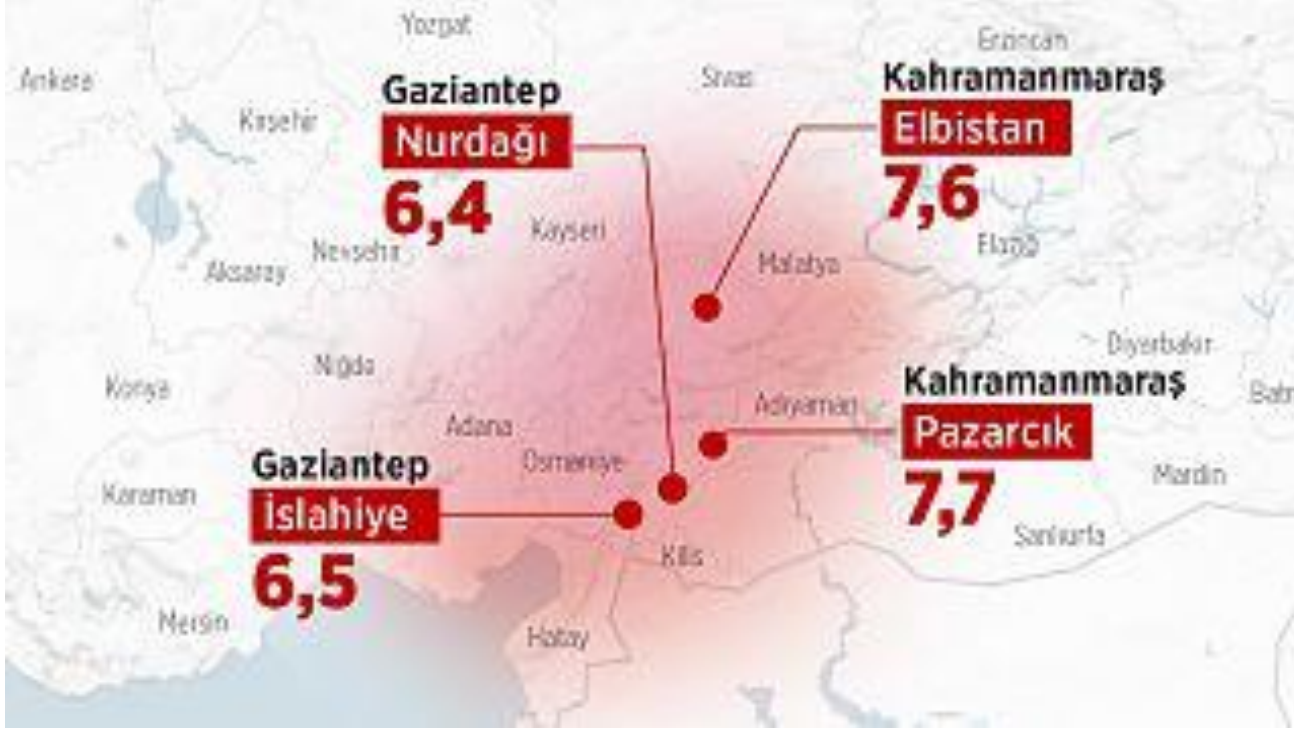 Yozgat
Erzincan
Ankara
Sivas
Gaziantep
Nurdağı
6,4
Kahramanmaraş
Elbistan
7,6
Kırşehir
Kayseri
Nevşehir
Aksaray
Malatya
Elazığ
Niğde
Diyarbakır
Konya
Adıyaman
Kahramanmaraş
Pazarcık
7,7
Batm
Adana
Osmaniye
Gaziantep
İslahiye
6,5
Karaman
Mardin
Şanlıurfa
Kilis
Mersin
Hatay